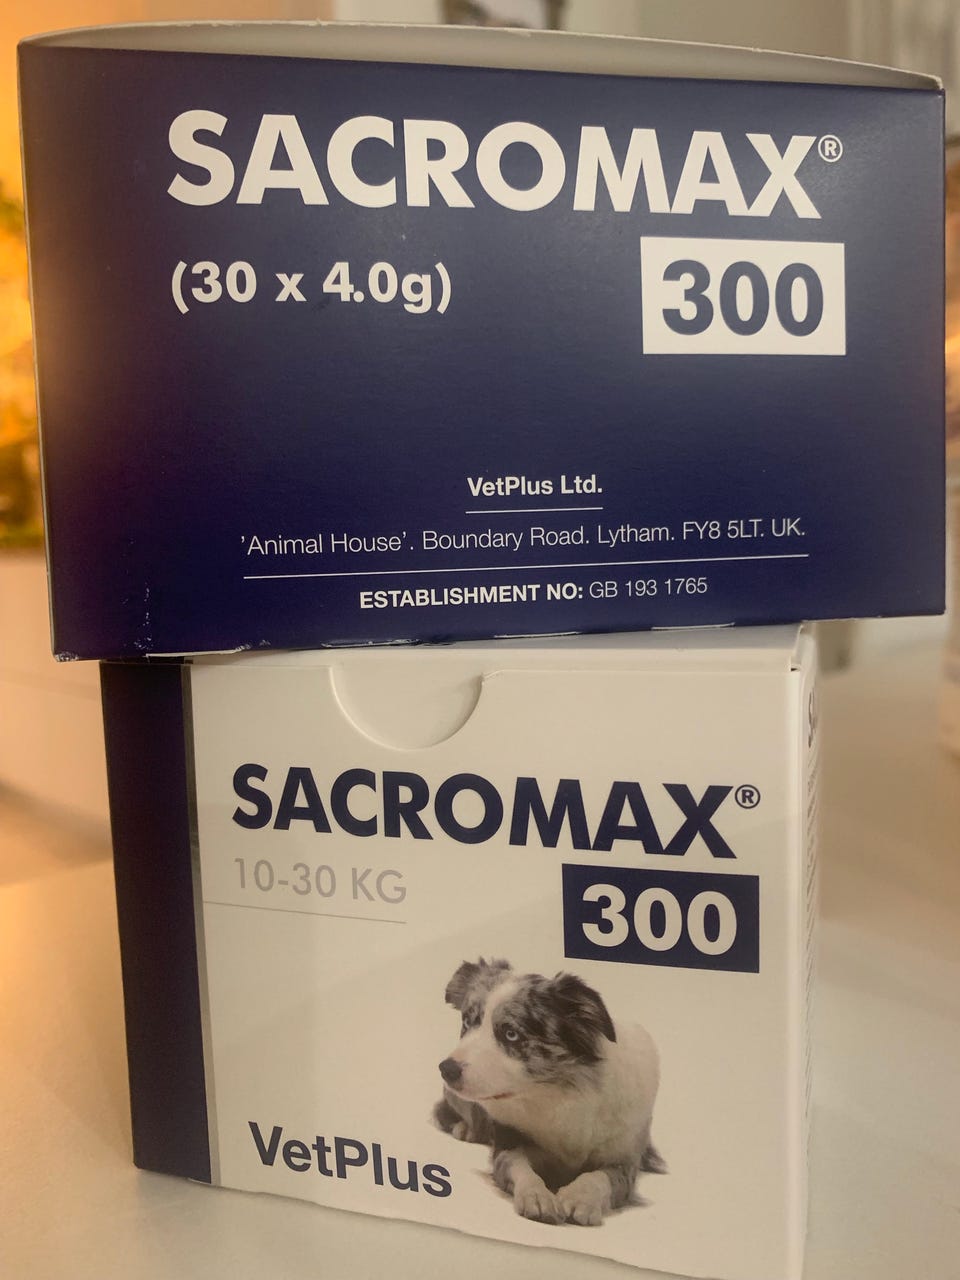 SACROMAX®
(30 x 4.0g)
300
VetPlus Ltd.
'Animal House'. Boundary Road. Lytham. FY8 5LT. UK.
ESTABLISHMENT NO: GB 193 1765
SACROMAX®
10-30 KG
300
VetPlus